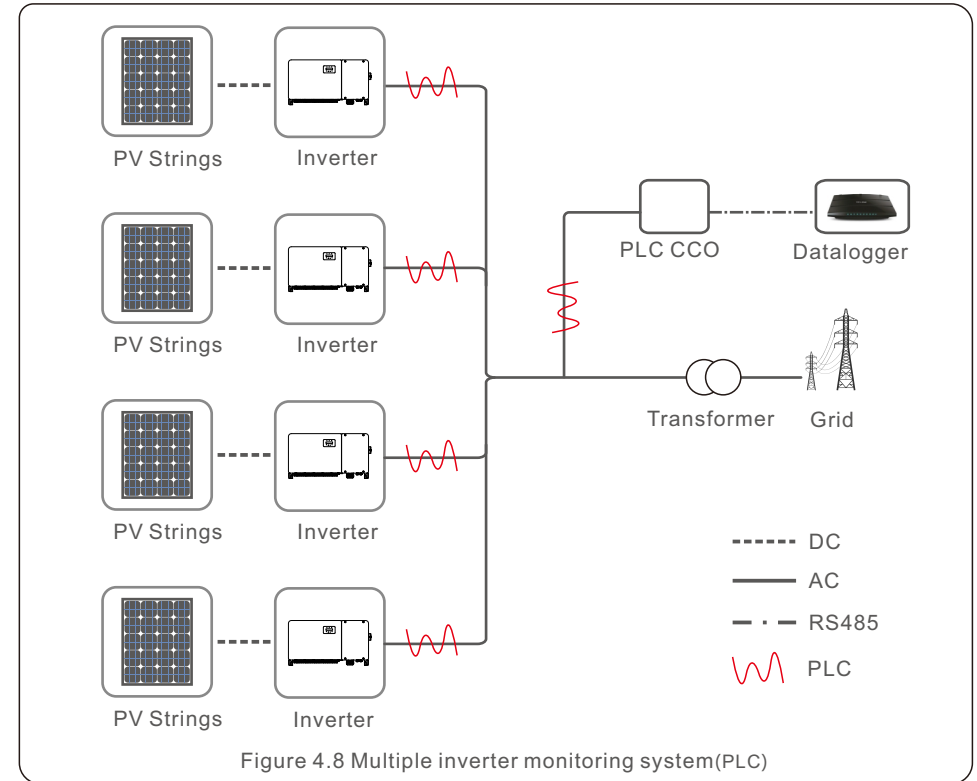 PV Strings
Inverter
PLC CCO
Datalogger
PV Strings
Inverter
Transformer
Grid
PV Strings
Inverter
DC
AC
RS485
PLC
PV Strings
Inverter
Figure 4.8 Multiple inverter monitoring system(PLC)